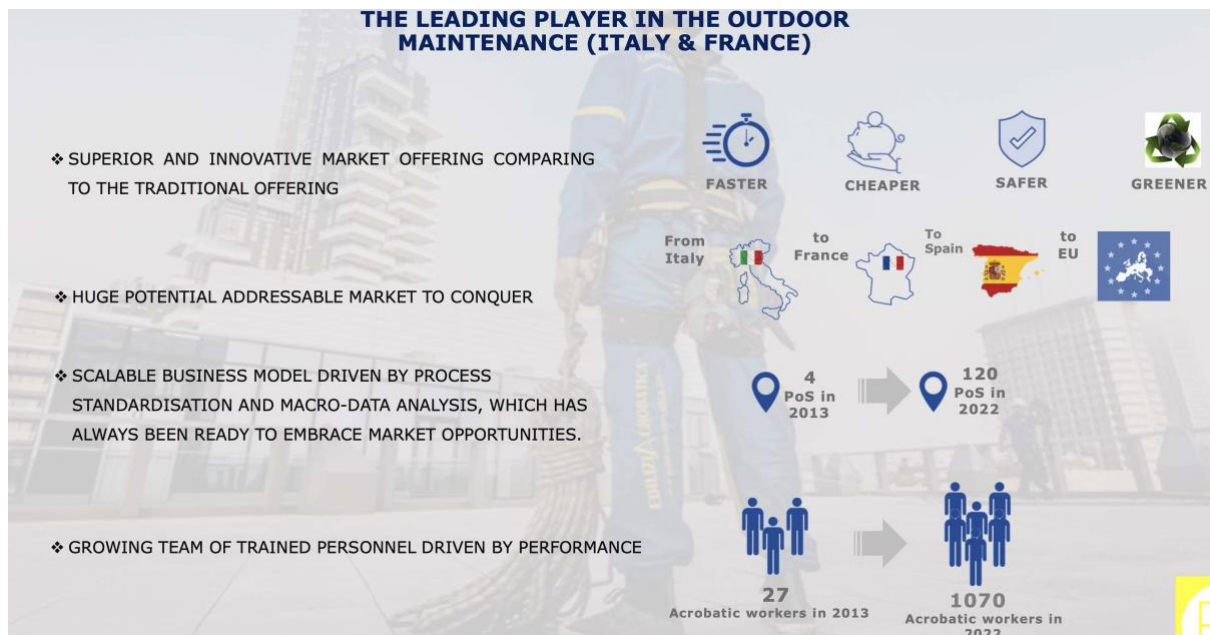 THE LEADING PLAYER IN THE OUTDOOR
MAINTENANCE (ITALY & FRANCE)
❖ SUPERIOR AND INNOVATIVE MARKET OFFERING COMPARING
TO THE TRADITIONAL OFFERING
FASTER
CHEAPER
SAFER
GREENER
❖ HUGE POTENTIAL ADDRESSABLE MARKET TO CONQUER
From
Italy
to
France
To
Spain
to
EU
❖ SCALABLE BUSINESS MODEL DRIVEN BY PROCESS
STANDARDISATION AND MACRO-DATA ANALYSIS, WHICH HAS
ALWAYS BEEN READY TO EMBRACE MARKET OPPORTUNITIES.
4
PoS in
2013
120
PoS in
2022
❖ GROWING TEAM OF TRAINED PERSONNEL DRIVEN BY PERFORMANCE
27
Acrobatic workers in 2013
1070
Acrobatic workers in
2022